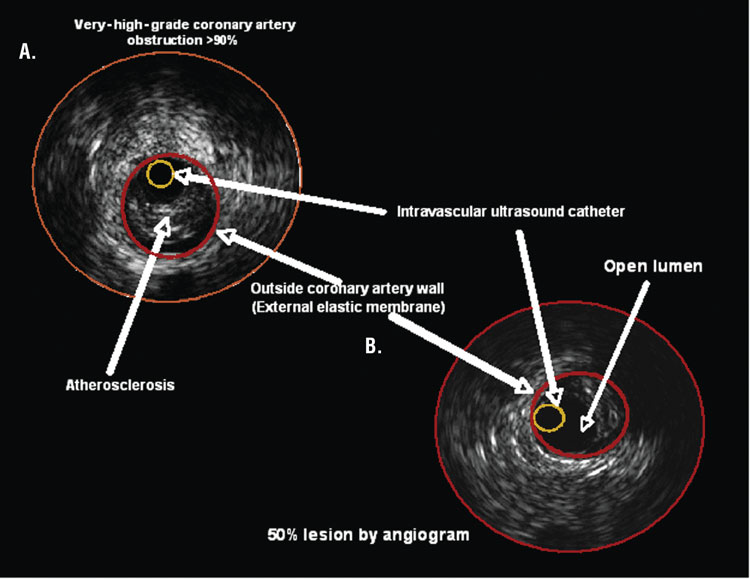 Very-high-grade coronary artery
obstruction >90%
A.
Intravascular ultrasound catheter
Open lumen
Outside coronary artery wall
(External elastic membrane)
B.
Atherosclerosis
50% lesion by angiogram